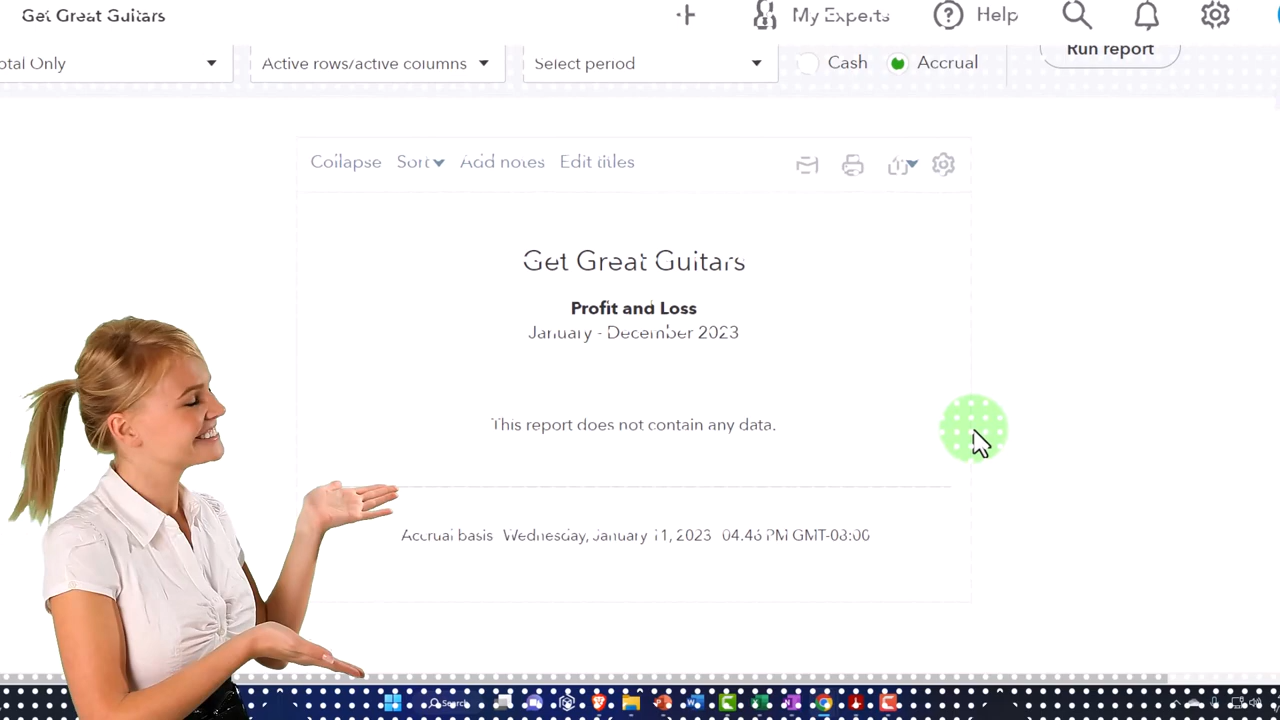 Get Great Guitars
My Experts
Help
otal Only
Active rows/active columns
Select period
Cash
Accrual
Run report
Collapse
Sort
Add notes
Edit titles
Get Great Guitars
Profit and Loss
January - December 2023
This report does not contain any data.
Accrual basis Wednesday, January 11, 2023 04:46 PM GMT-08:00
Search